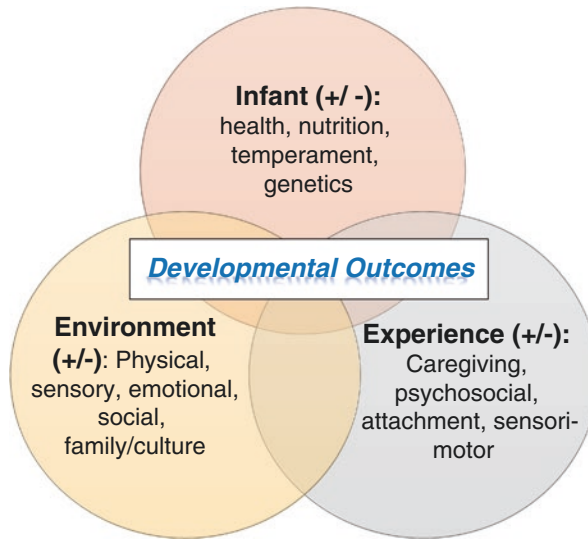 Infant (+/ -):
health, nutrition,
temperament,
genetics
Developmental Outcomes
Environment
(+/-): Physical,
sensory, emotional,
social,
family/culture
Experience (+/-):
Caregiving,
psychosocial,
attachment, sensori-
motor